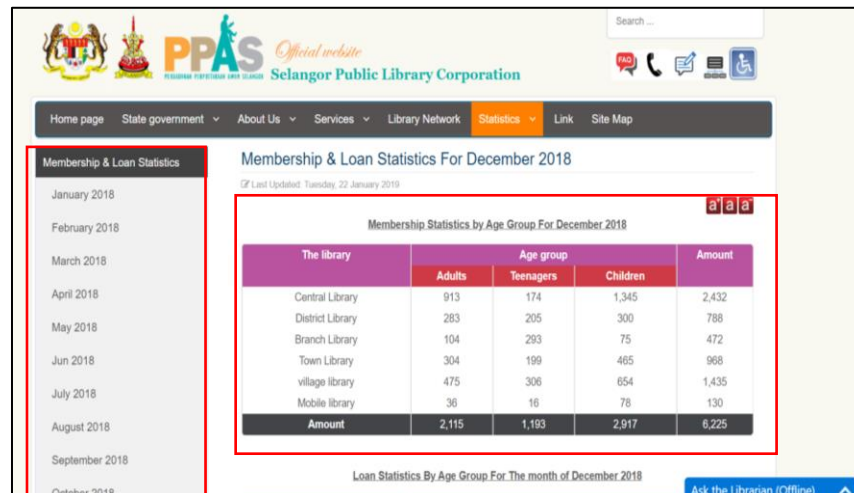 Search ...
PPAS
PERBADANAN PERPUSTAKAAN AWAM SELANGOR
Official website
Selangor Public Library Corporation
FAQ
Home page State government About Us Services Library Network Statistics Link Site Map
Membership & Loan Statistics
January 2018
February 2018
March 2018
April 2018
May 2018
Jun 2018
July 2018
August 2018
September 2018
October 2018
Membership & Loan Statistics For December 2018
Last Updated: Tuesday, 22 January 2019
a+ a a-
Membership Statistics by Age Group For December 2018
The library Age group Amount
Adults Teenagers Children
Central Library 913 174 1,345 2,432
District Library 283 205 300 788
Branch Library 104 293 75 472
Town Library 304 199 465 968
village library 475 306 654 1,435
Mobile library 36 16 78 130
Amount 2,115 1,193 2,917 6,225
Loan Statistics By Age Group For The month of December 2018
Ask the Librarian (Offline)